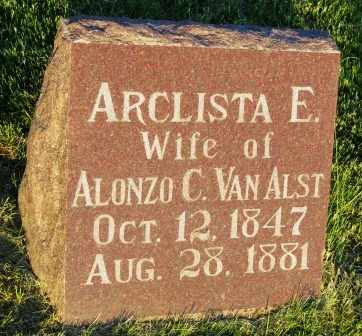 ARCLISTA E.
Wife of
ALONZO C. VAN ALST
Oct. 12, 1847
Aug. 28, 1881